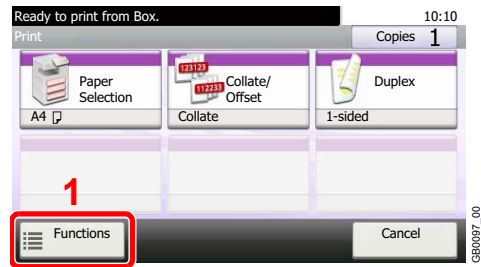 Ready to print from Box.
10:10
Print
Copies 1
Paper
Selection
A4
123123
112233
Collate/
Offset
Collate
Duplex
1-sided
1
Functions
Cancel
GB0097_00